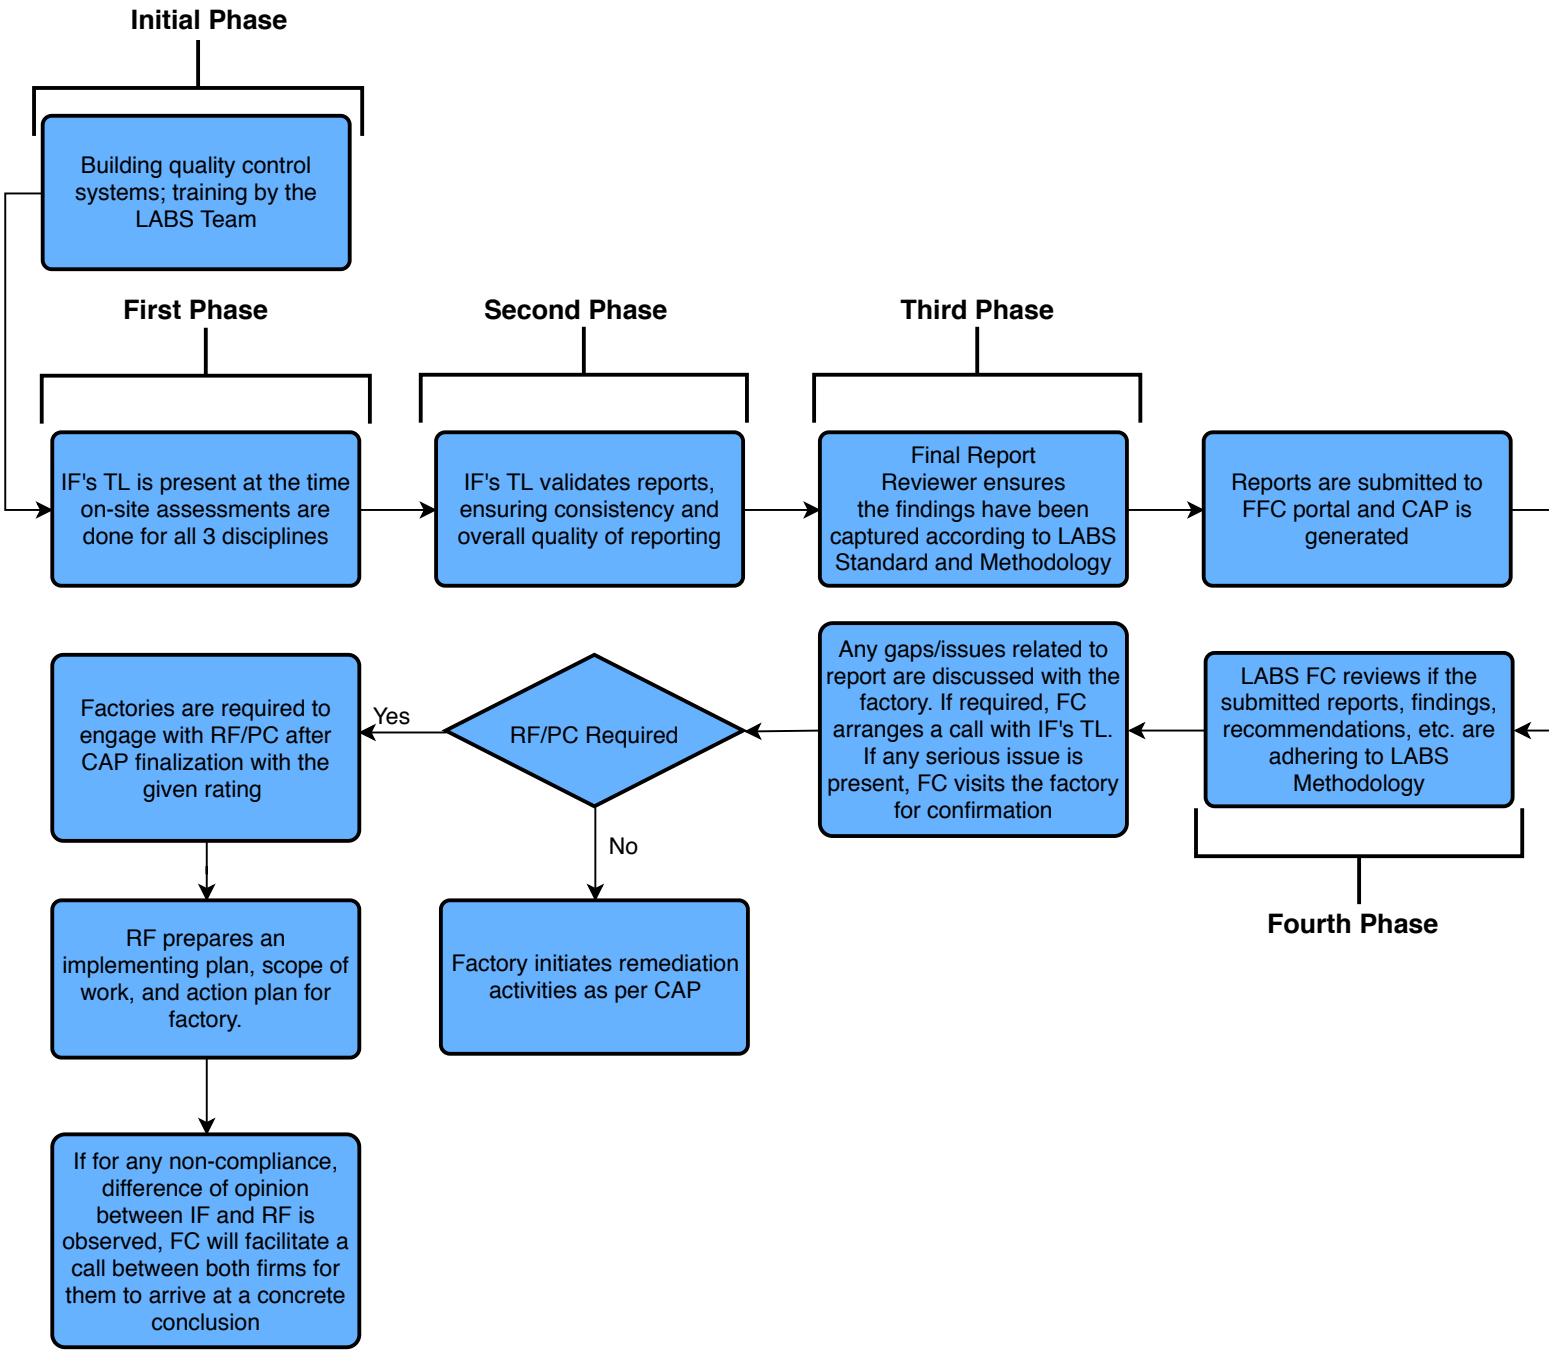 Initial Phase
Building quality control
systems; training by the
LABS Team
First Phase
Second Phase
Third Phase
IF's TL is present at the time
on-site assessments are
done for all 3 disciplines
IF's TL validates reports,
ensuring consistency and
overall quality of reporting
Final Report
Reviewer ensures
the findings have been
captured according to LABS
Standard and Methodology
Reports are submitted to
FFC portal and CAP is
generated
LABS FC reviews if the
submitted reports, findings,
recommendations, etc. are
adhering to LABS
Methodology
Fourth Phase
Any gaps/issues related to
report are discussed with the
factory. If required, FC
arranges a call with IF's TL.
If any serious issue is
present, FC visits the factory
for confirmation
RF/PC Required
Yes
No
Factories are required to
engage with RF/PC after
CAP finalization with the
given rating
Factory initiates remediation
activities as per CAP
RF prepares an
implementing plan, scope of
work, and action plan for
factory.
If for any non-compliance,
difference of opinion
between IF and RF is
observed, FC will facilitate a
call between both firms for
them to arrive at a concrete
conclusion